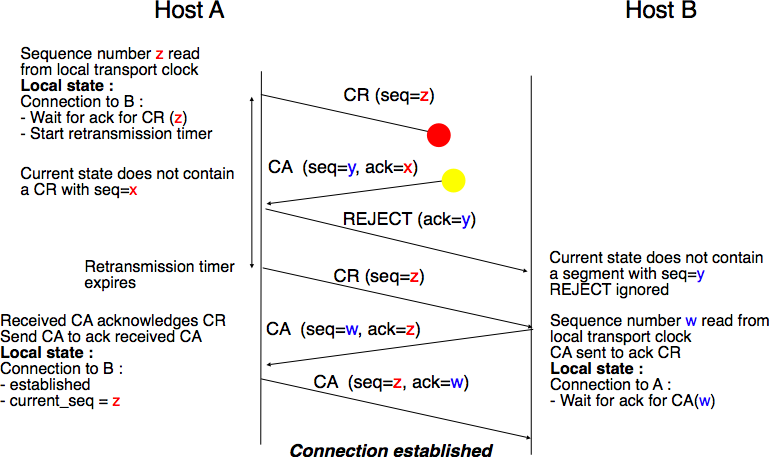 Host A
Host B
Sequence number z read
from local transport clock
Local state :
Connection to B :
- Wait for ack for CR (z)
- Start retransmission timer
CR (seq=z)
Current state does not contain
a CR with seq=x
CA (seq=y, ack=x)
REJECT (ack=y)
Current state does not contain
a segment with seq=y
REJECT ignored
Retransmission timer
expires
CR (seq=z)
Received CA acknowledges CR
Send CA to ack received CA
Local state :
Connection to B :
- established
- current_seq = z
CA (seq=w, ack=z)
Sequence number w read from
local transport clock
CA sent to ack CR
Local state :
Connection to A :
- Wait for ack for CA(w)
CA (seq=z, ack=w)
Connection established